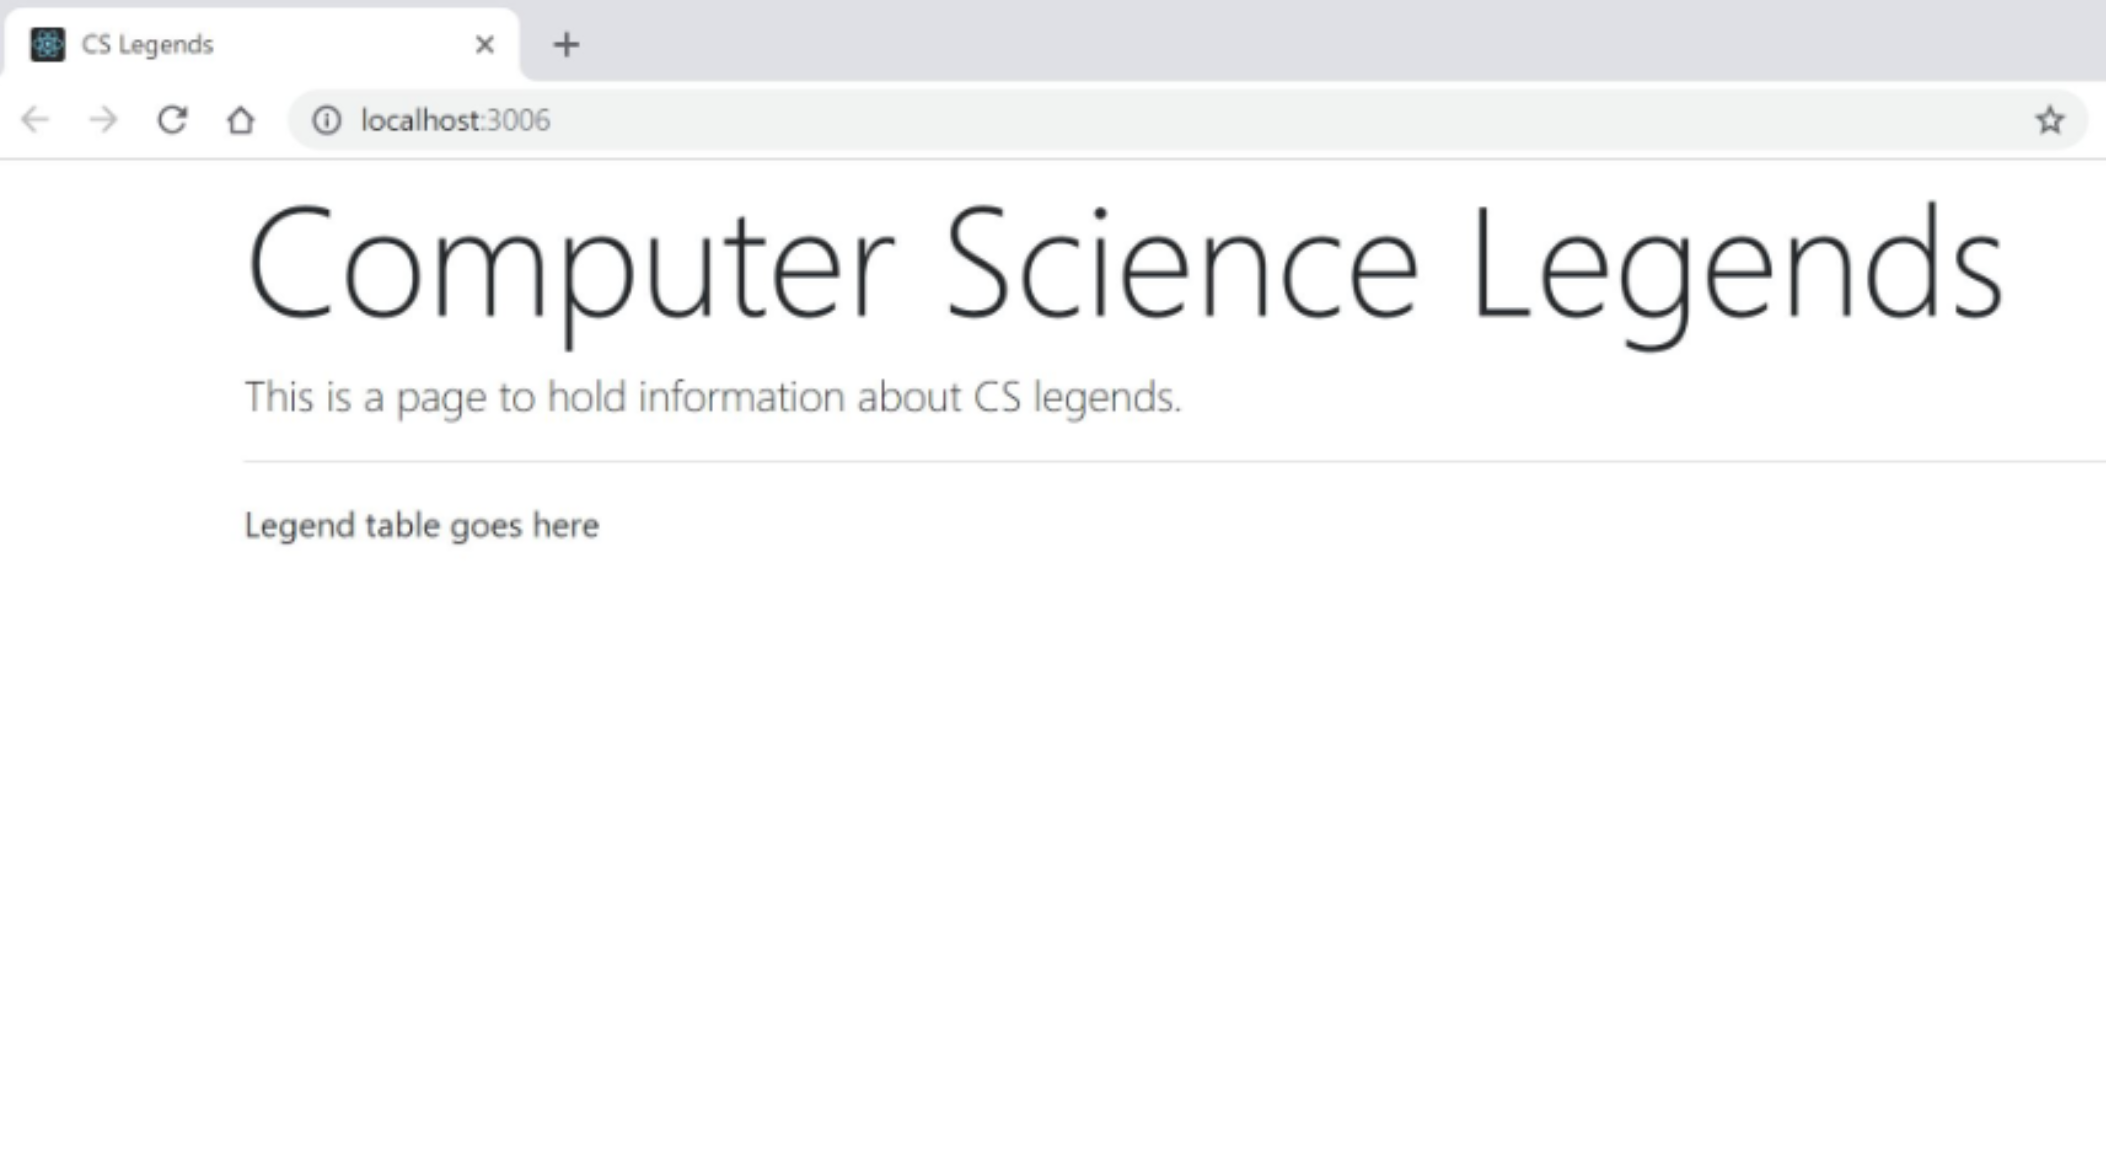 CS Legends
localhost:3006
Computer Science Legends
This is a page to hold information about CS legends.
Legend table goes here